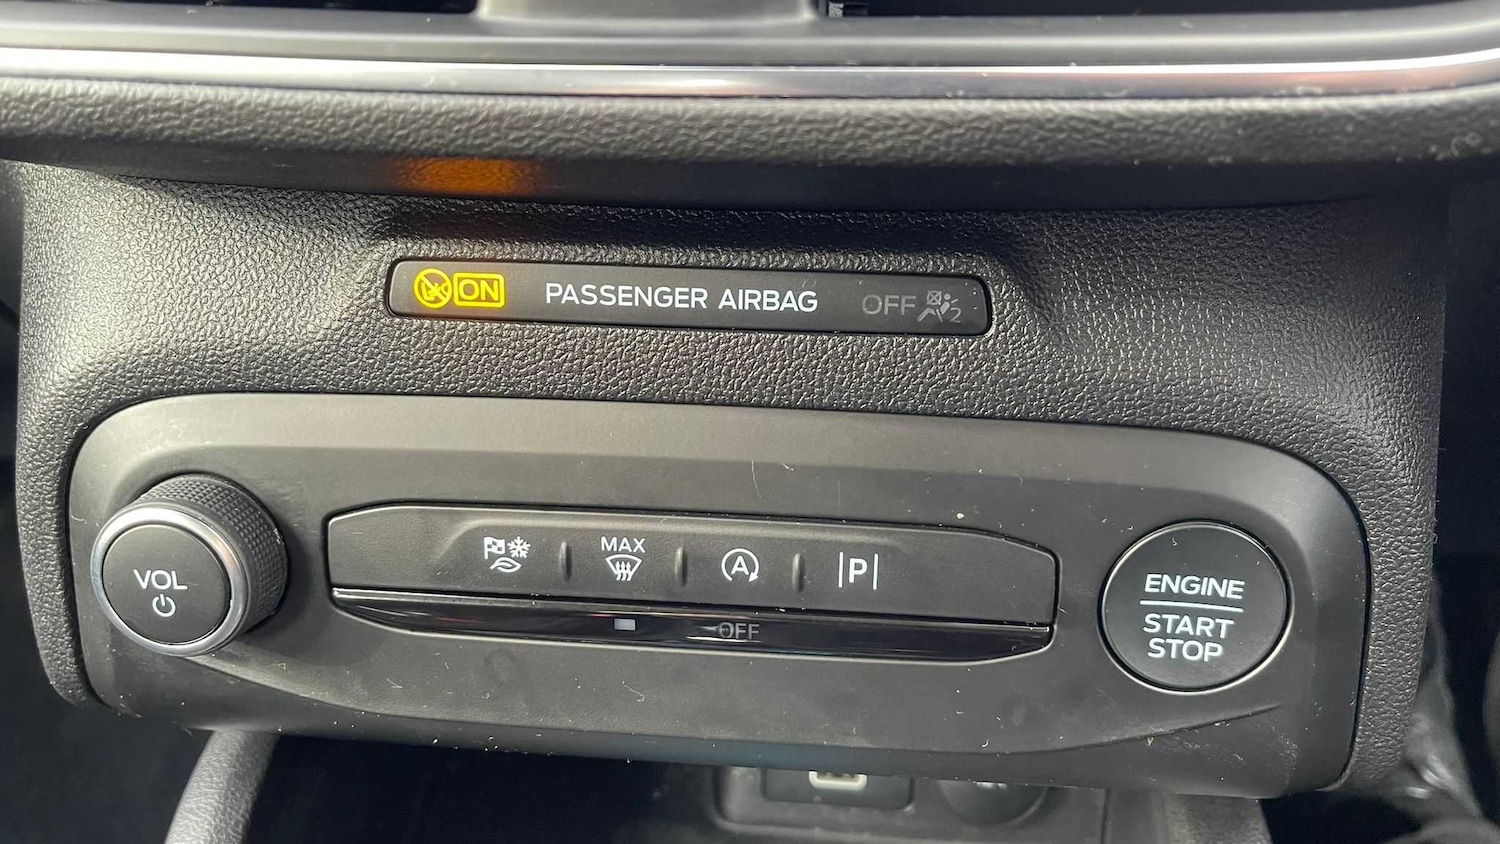 ON PASSENGER AIRBAG OFF 2
VOL
MAX
A
P
OFF
ENGINE
START
STOP